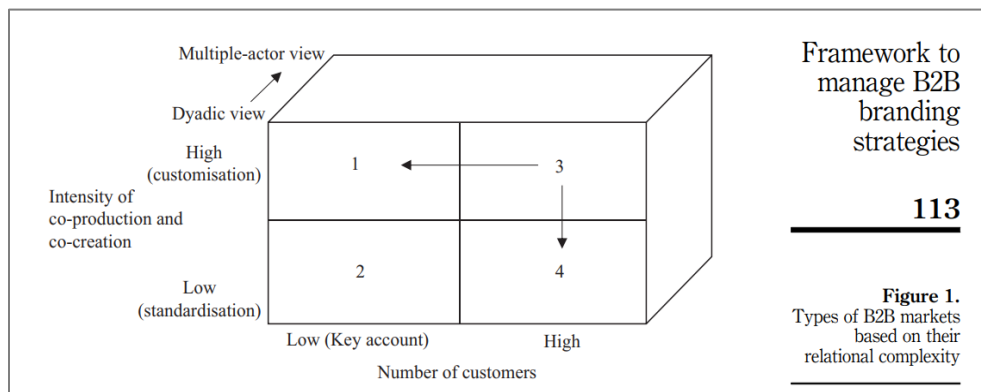 Multiple-actor view
Dyadic view
High
(customisation)
Intensity of
co-production and
co-creation
Low
(standardisation)
1
3
2
4
Low (Key account)
High
Number of customers
Framework to
manage B2B
branding
strategies
113
Figure 1.
Types of B2B markets
based on their
relational complexity